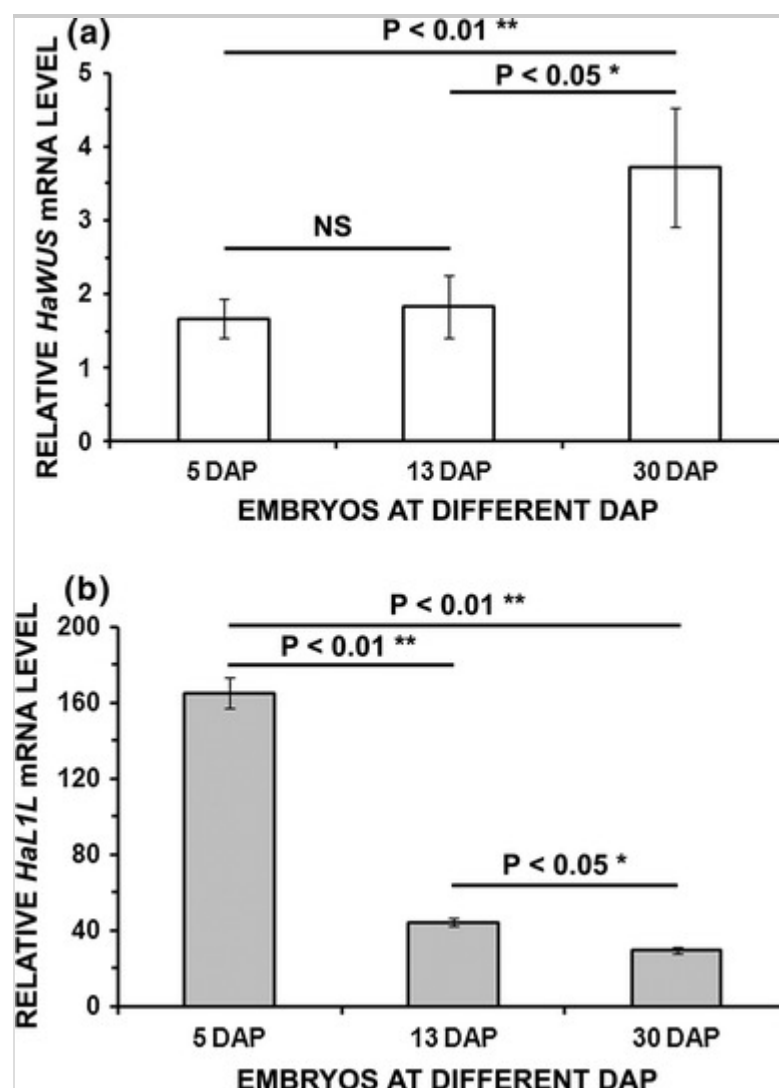 (a)
P < 0.01 **
P < 0.05 *
NS
RELATIVE HaWUS mRNA LEVEL
5
4
3
2
1
0
5 DAP 13 DAP 30 DAP
EMBRYOS AT DIFFERENT DAP
(b)
P < 0.01 **
P < 0.01 **
P < 0.05 *
RELATIVE HaL1L mRNA LEVEL
200
160
120
80
40
0
5 DAP 13 DAP 30 DAP
EMBRYOS AT DIFFERENT DAP